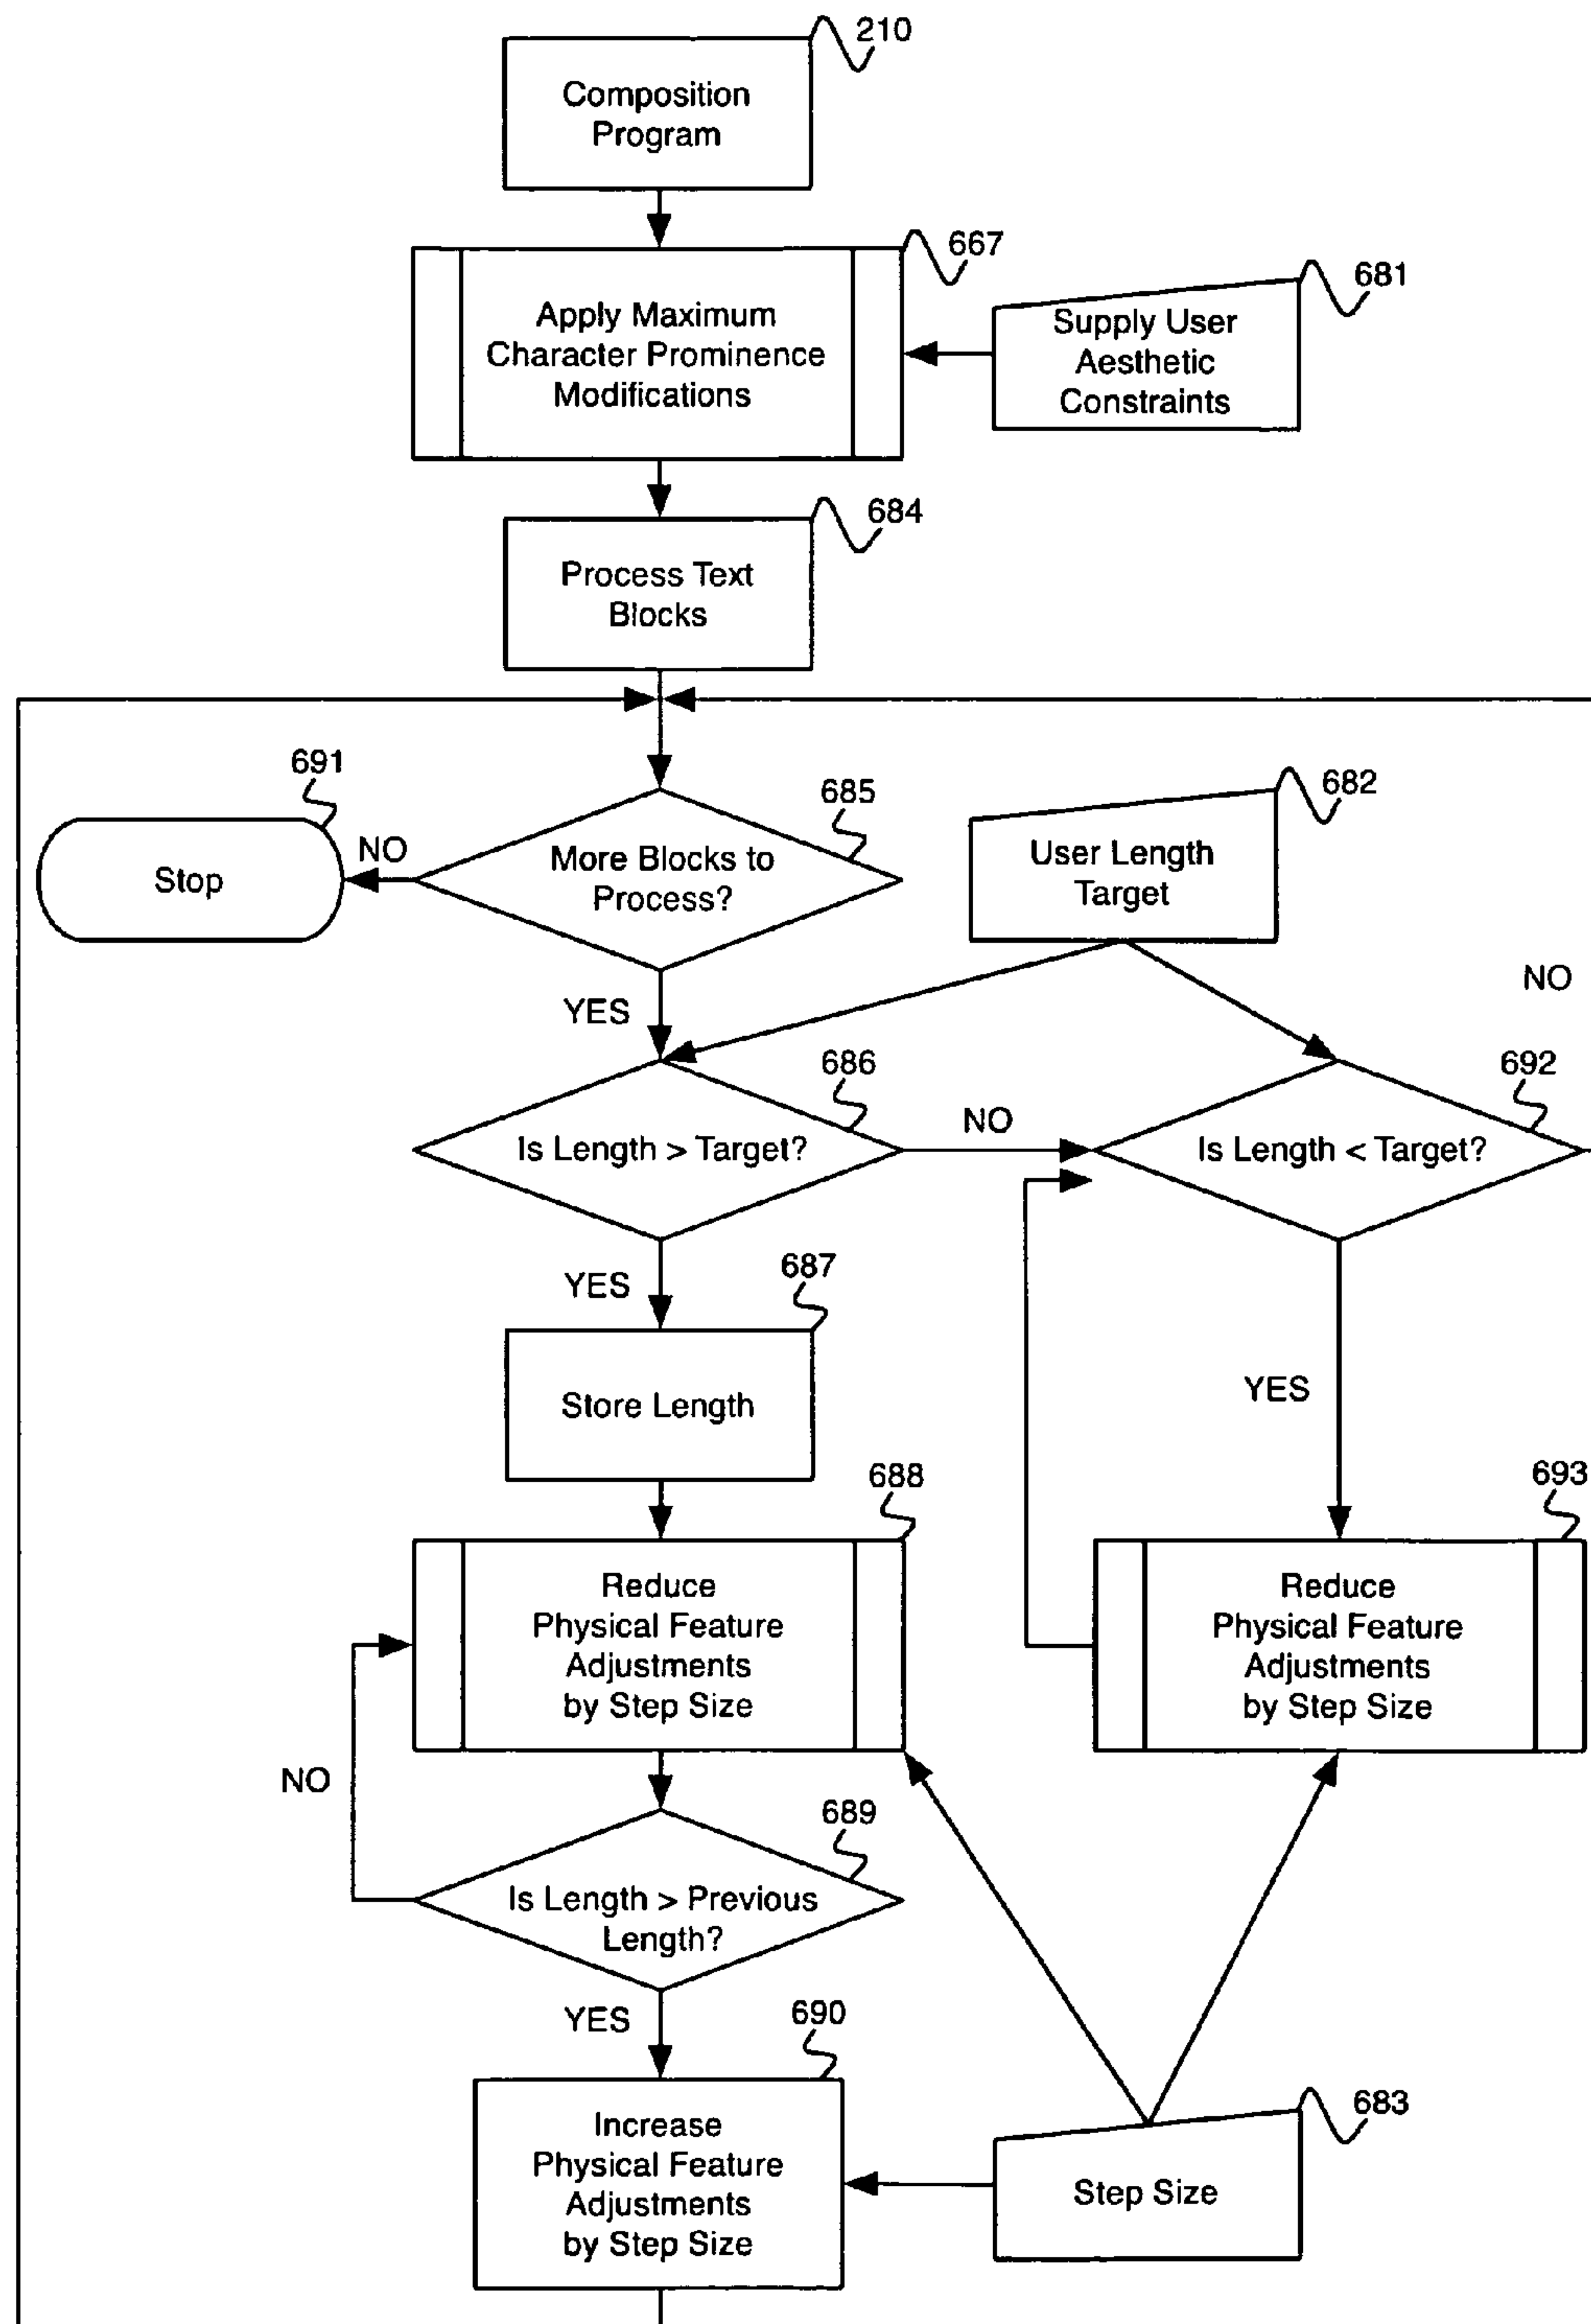 210
Composition
Program
667
Apply Maximum
Character Prominence
Modifications
681
Supply User
Aesthetic
Constraints
684
Process Text
Blocks
691
Stop
NO
685
More Blocks to
Process?
682
User Length
Target
NO
YES
686
Is Length > Target?
NO
692
Is Length < Target?
YES
687
Store Length
YES
688
Reduce
Physical Feature
Adjustments
by Step Size
693
Reduce
Physical Feature
Adjustments
by Step Size
NO
689
Is Length > Previous
Length?
YES
690
Increase
Physical Feature
Adjustments
by Step Size
683
Step Size